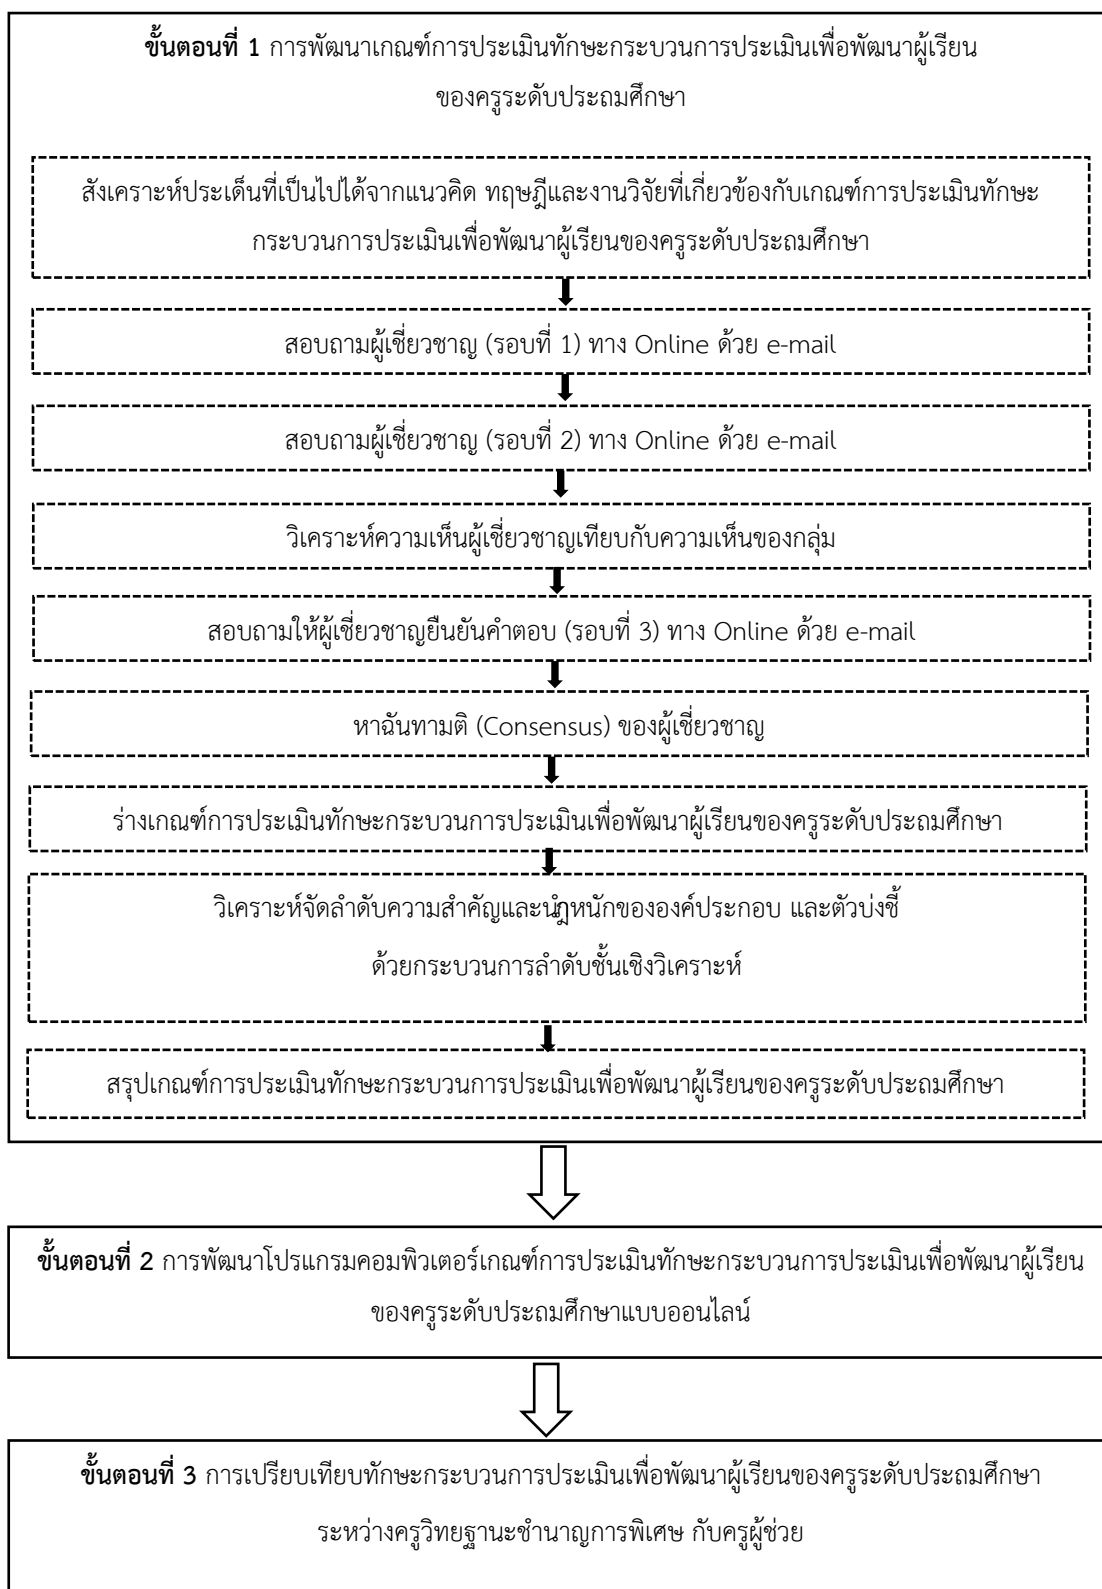 ขั้นตอนที่ 1 การพัฒนาเกณฑ์การประเมินทักษะกระบวนการประเมินเพื่อพัฒนาผู้เรียน
ของครูระดับประถมศึกษา
สังเคราะห์ประเด็นที่เป็นไปได้จากแนวคิด ทฤษฎีและงานวิจัยที่เกี่ยวข้องกับเกณฑ์การประเมินทักษะ
กระบวนการประเมินเพื่อพัฒนาผู้เรียนของครูระดับประถมศึกษา
สอบถามผู้เชี่ยวชาญ (รอบที่ 1) ทาง Online ด้วย e-mail
สอบถามผู้เชี่ยวชาญ (รอบที่ 2) ทาง Online ด้วย e-mail
วิเคราะห์ความเห็นผู้เชี่ยวชาญเทียบกับความเห็นของกลุ่ม
สอบถามให้ผู้เชี่ยวชาญยืนยันคำตอบ (รอบที่ 3) ทาง Online ด้วย e-mail
หาฉันทามติ (Consensus) ของผู้เชี่ยวชาญ
ร่างเกณฑ์การประเมินทักษะกระบวนการประเมินเพื่อพัฒนาผู้เรียนของครูระดับประถมศึกษา
วิเคราะห์จัดลำดับความสำคัญและน้ำหนักขององค์ประกอบ และตัวบ่งชี้
ด้วยกระบวนการลำดับชั้นเชิงวิเคราะห์
สรุปเกณฑ์การประเมินทักษะกระบวนการประเมินเพื่อพัฒนาผู้เรียนของครูระดับประถมศึกษา
ขั้นตอนที่ 2 การพัฒนาโปรแกรมคอมพิวเตอร์เกณฑ์การประเมินทักษะกระบวนการประเมินเพื่อพัฒนาผู้เรียน
ของครูระดับประถมศึกษาแบบออนไลน์
ขั้นตอนที่ 3 การเปรียบเทียบทักษะกระบวนการประเมินเพื่อพัฒนาผู้เรียนของครูระดับประถมศึกษา
ระหว่างครูวิทยฐานะชำนาญการพิเศษ กับครูผู้ช่วย